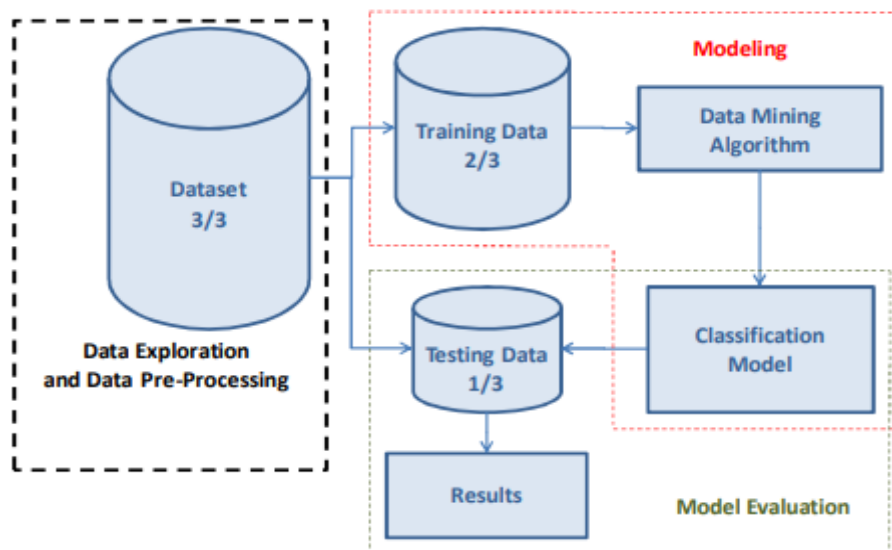 Dataset
3/3
Data Exploration
and Data Pre-Processing
Modeling
Training Data
2/3
Data Mining
Algorithm
Classification
Model
Testing Data
1/3
Results
Model Evaluation